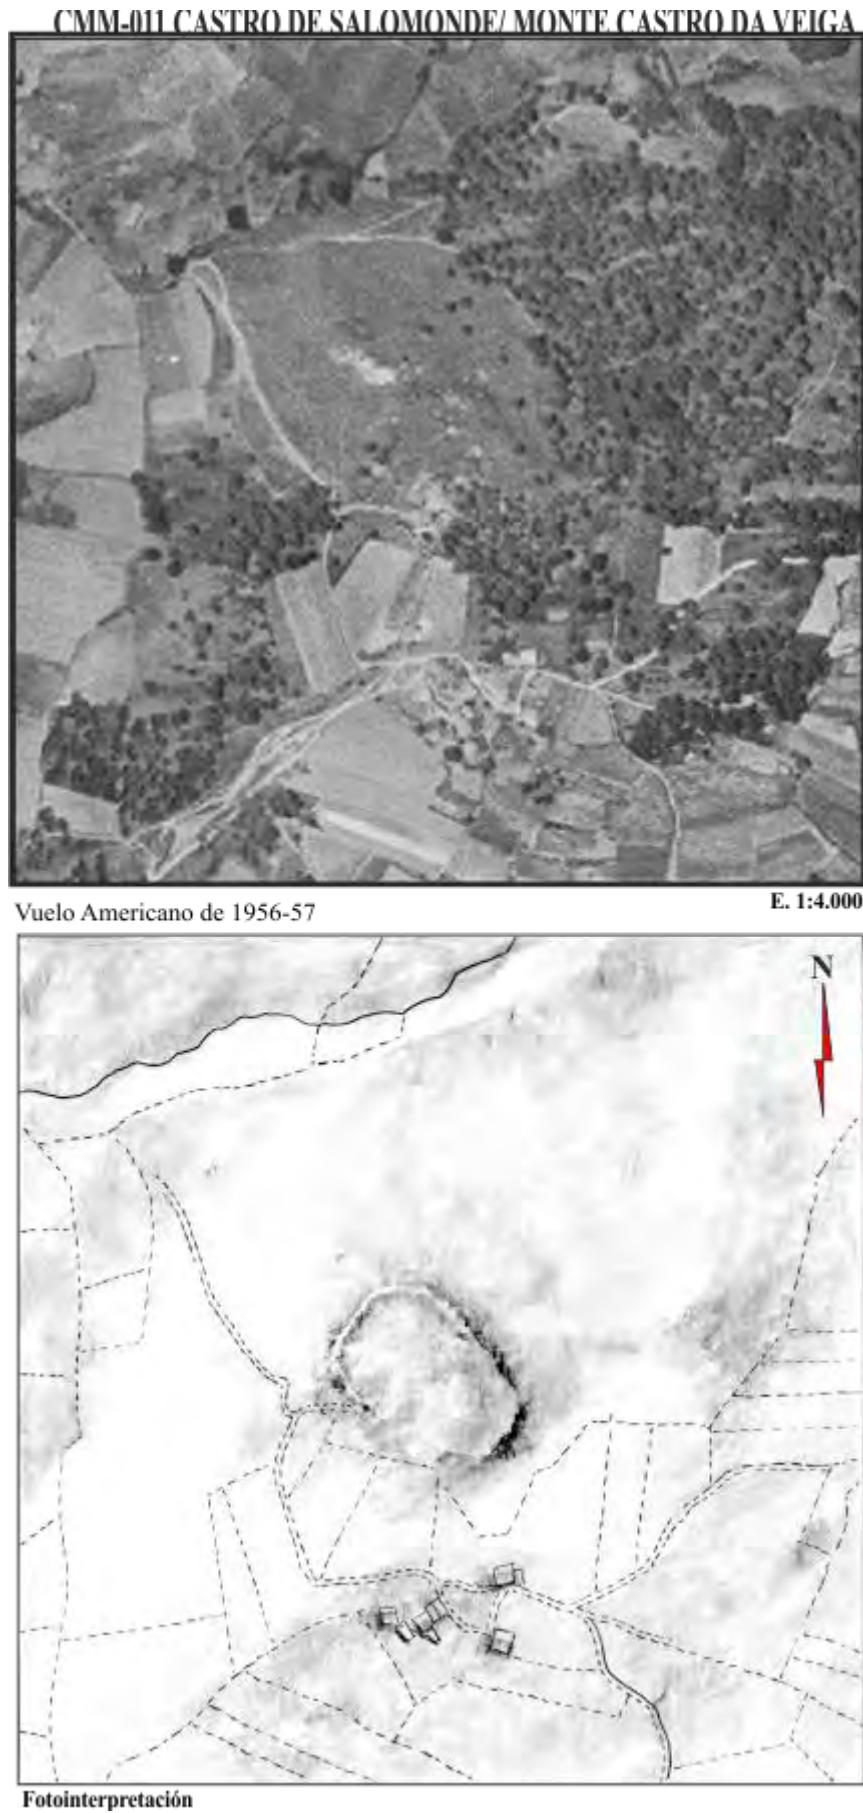 CMM-011 CASTRO DE SALOMONDE/ MONTE CASTRO DA VEIGA
Vuelo Americano de 1956-57
E. 1:4.000
N
Fotointerpretación